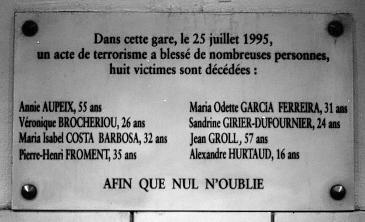 Dans cette gare, le 25 juillet 1995,
un acte de terrorisme a blessé de nombreuses personnes,
huit victimes sont décédées :
Annie AUPEIX, 55 ans
Véronique BROCHERIOU, 26 ans
Maria Isabel COSTA BARBOSA, 32 ans
Pierre-Henri FROMENT, 35 ans
Maria Odette GARCIA FERREIRA, 31 ans
Sandrine GIRIER-DUFOURNIER, 24 ans
Jean GROLL, 57 ans
Alexandre HURTAUD, 16 ans
AFIN QUE NUL N'OUBLIE